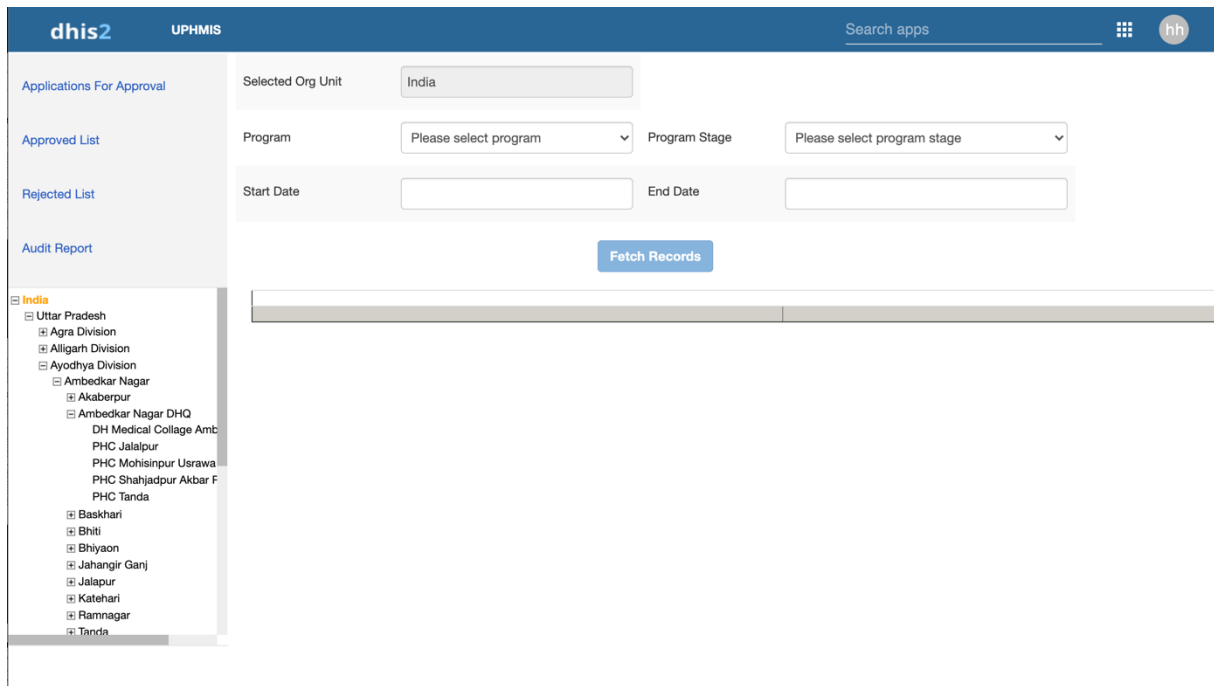 dhis2 UPHMIS Search apps hh
Applications For Approval
Approved List
Rejected List
Audit Report
Selected Org Unit India
Program Please select program Program Stage Please select program stage
Start Date End Date
Fetch Records
India
Uttar Pradesh
Agra Division
Alligarh Division
Ayodhya Division
Ambedkar Nagar
Akaberpur
Ambedkar Nagar DHQ
DH Medical Collage Amb
PHC Jalalpur
PHC Mohisinpur Usrawa
PHC Shahjadpur Akbar P
PHC Tanda
Baskhari
Bhiti
Bhiyaon
Jahangir Ganj
Jalapur
Katehari
Ramnagar
Tanda